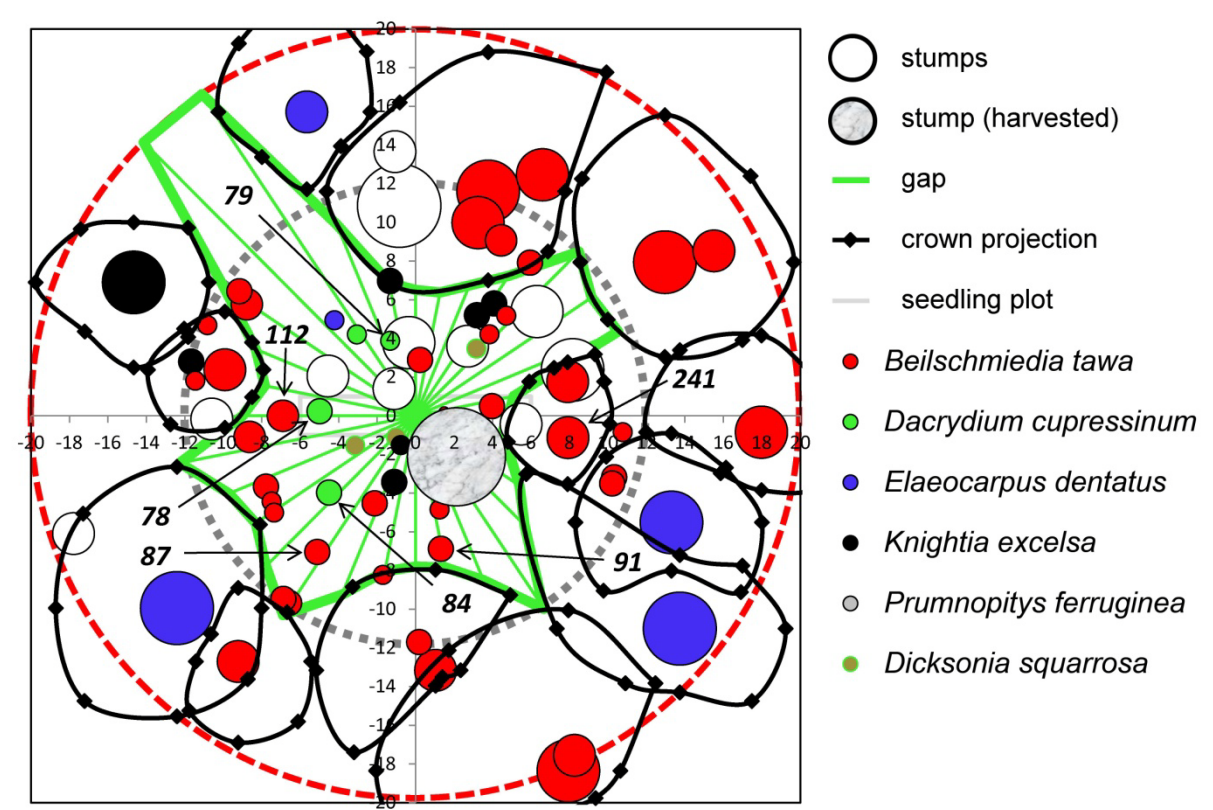 20
18
16
14
12
10
8
6
4
2
0
-2
-4
-6
-8
-10
-12
-14
-16
-18
-20
-20 -18 -16 -14 -12 -10 -8 -6 -4 -2 0 2 4 6 8 10 12 14 16 18 20
79
112
241
78
87
91
84
stumps
stump (harvested)
gap
crown projection
seedling plot
Beilschmiedia tawa
Dacrydium cupressinum
Elaeocarpus dentatus
Knightia excelsa
Prumnopitys ferruginea
Dicksonia squarrosa